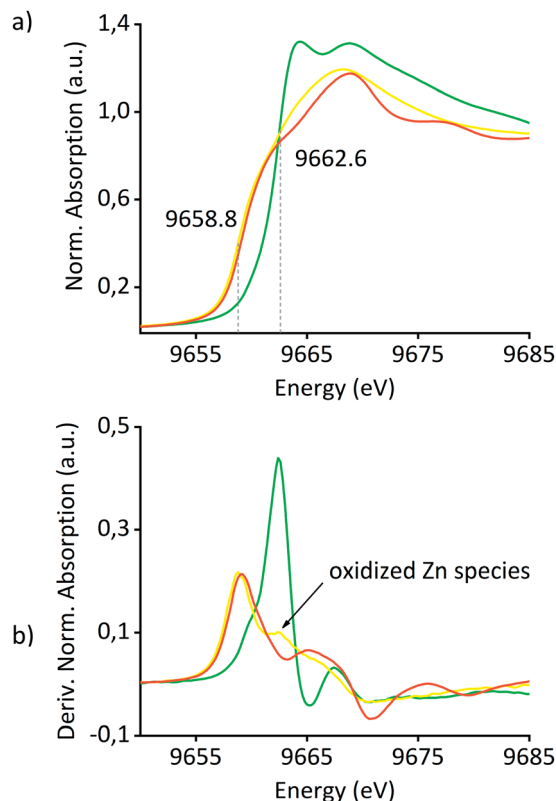 a)
Norm. Absorption (a.u.)
1,4
1,0
0,6
0,2
9658.8
9662.6
9655
9665
9675
9685
Energy (eV)
b)
Deriv. Norm. Absorption (a.u.)
0,5
0,3
0,1
-0,1
oxidized Zn species
9655
9665
9675
9685
Energy (eV)